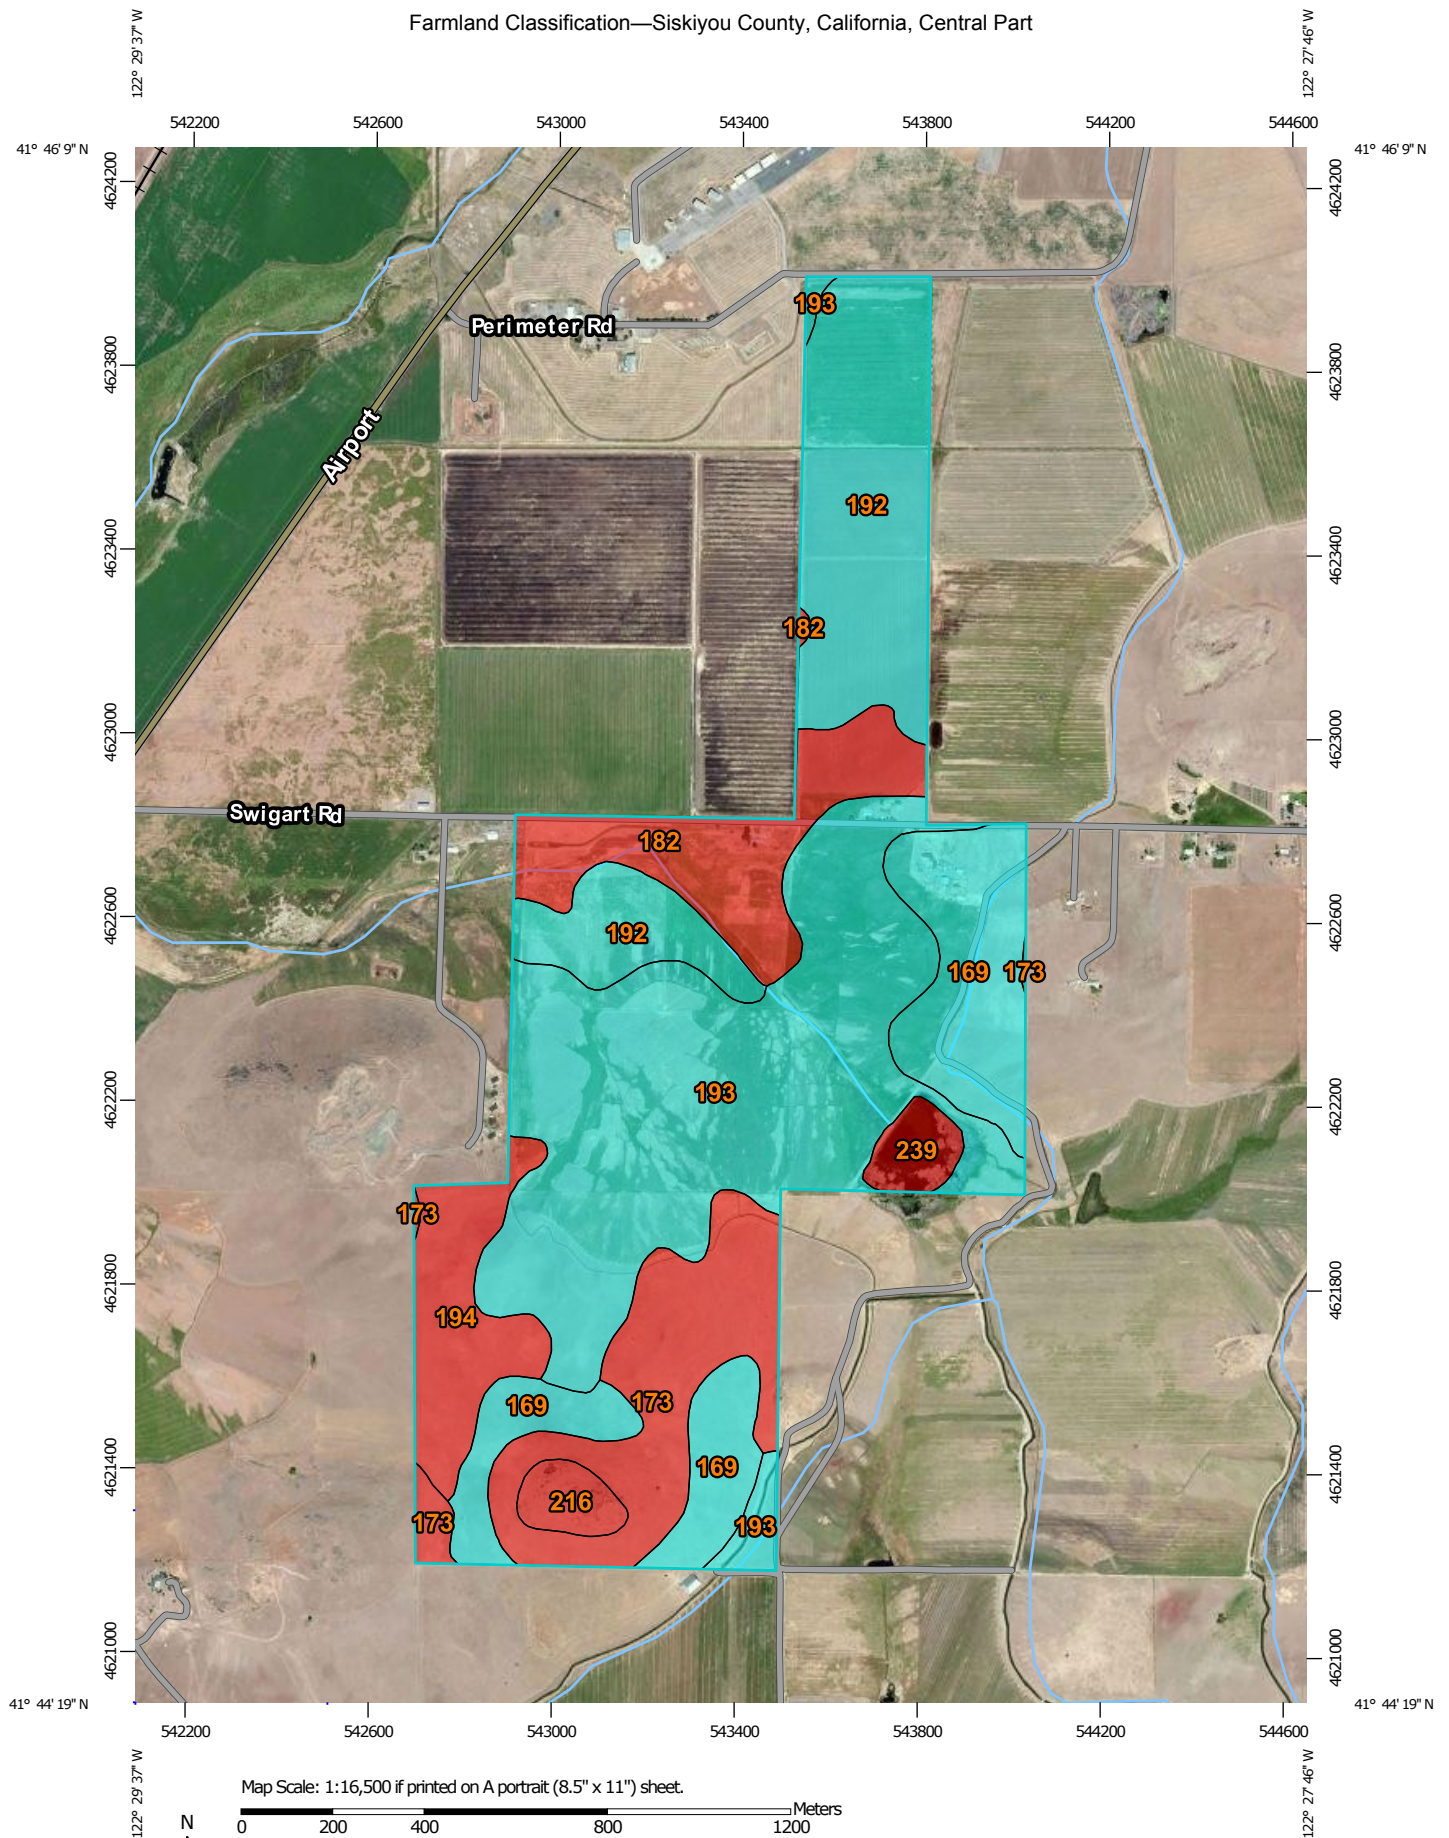 Farmland Classification—Siskiyou County, California, Central Part
122° 29' 37" W
122° 27' 46" W
542200 542600 543000 543400 543800 544200 544600
41° 46' 9" N
41° 46' 9" N
4624200
4624200
193
Perimeter Rd
4623800
4623800
Airport
192
4623400
4623400
182
4623000
4623000
Swigart Rd
182
4622600
4622600
192
169 173
193
4622200
4622200
239
173
4621800
4621800
194
169
173
169
4621400
4621400
216
173
193
4621000
4621000
41° 44' 19" N
41° 44' 19" N
542200 542600 543000 543400 543800 544200 544600
122° 29' 37" W
122° 27' 46" W
Map Scale: 1:16,500 if printed on A portrait (8.5" x 11") sheet.
Meters
N
0 200 400 800 1200